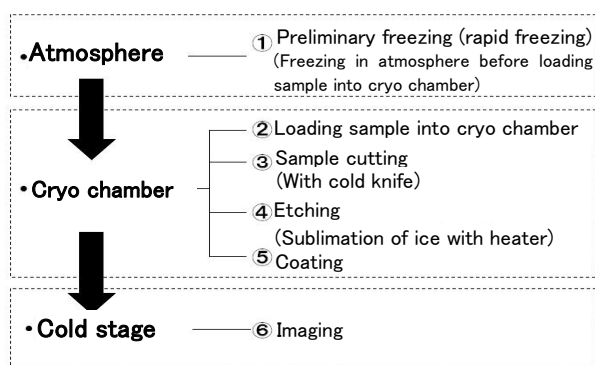 •Atmosphere
① Preliminary freezing (rapid freezing)
(Freezing in atmosphere before loading
sample into cryo chamber)
•Cryo chamber
② Loading sample into cryo chamber
③ Sample cutting
(With cold knife)
④ Etching
(Sublimation of ice with heater)
⑤ Coating
•Cold stage
⑥ Imaging